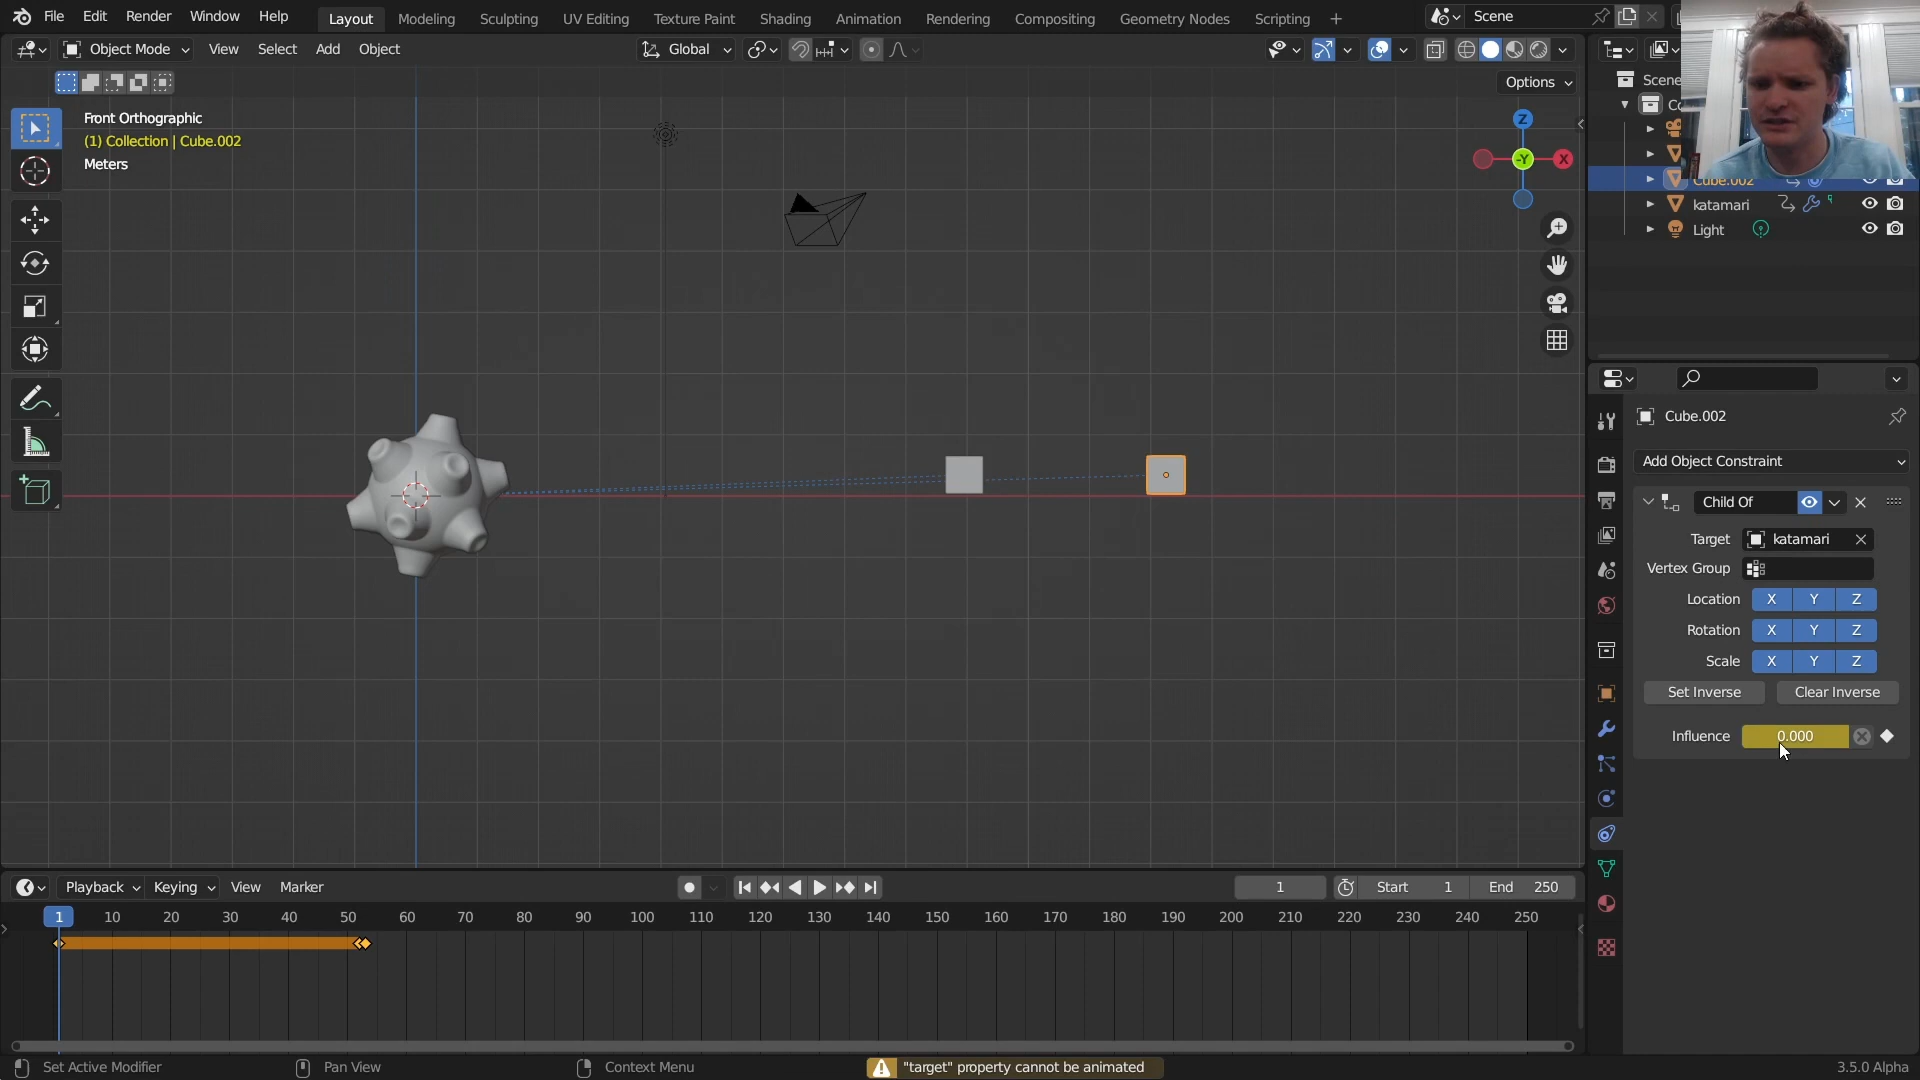 File Edit Render Window Help Layout Modeling Sculpting UV Editing Texture Paint Shading Animation Rendering Compositing Geometry Nodes Scripting + Scene
Object Mode View Select Add Object Global
Options
Front Orthographic
(1) Collection | Cube.002
Meters
Z
-Y
X
Scene
Cube.002
katamari
Light
Cube.002
Add Object Constraint
Child Of
Target katamari
Vertex Group
Location X Y Z
Rotation X Y Z
Scale X Y Z
Set Inverse Clear Inverse
Influence 0.000
Playback Keying View Marker 1 Start 1 End 250
1 10 20 30 40 50 60 70 80 90 100 110 120 130 140 150 160 170 180 190 200 210 220 230 240 250
Set Active Modifier Pan View Context Menu "target" property cannot be animated 3.5.0 Alpha